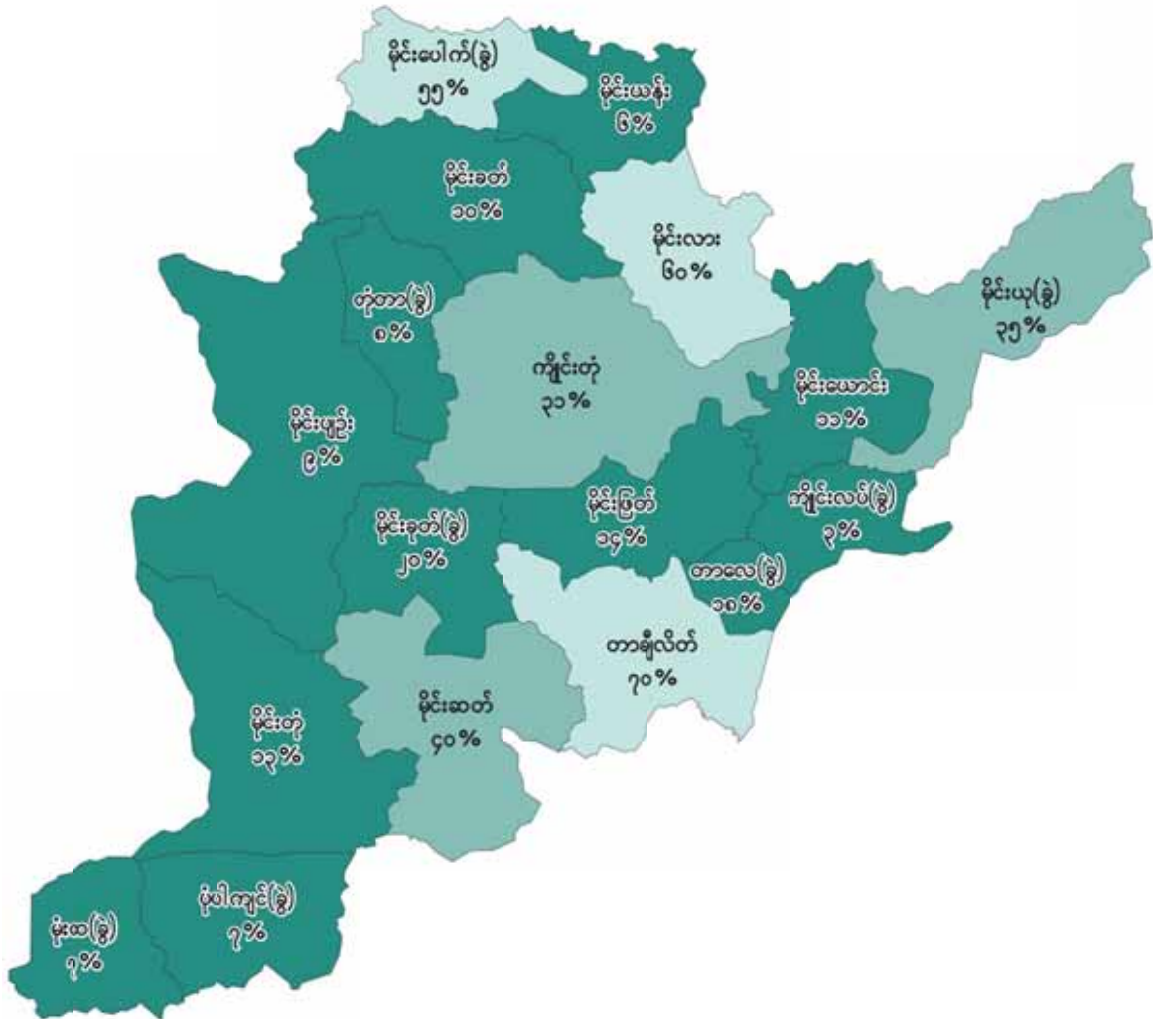 မိုင်းပေါက်(ခွဲ)
၅၅%
မိုင်းယန်း
၆%
မိုင်းခတ်
၁၀%
မိုင်းလား
၆၀%
မိုင်းယု(ခွဲ)
၃၅%
တုံတာ(ခွဲ)
၈%
ကျိုင်းတုံ
၃၁%
မိုင်းယောင်း
၁၁%
မိုင်းပျဉ်း
၉%
မိုင်းခုတ်(ခွဲ)
၂၀%
မိုင်းဖြတ်
၁၄%
ကျိုင်းလပ်(ခွဲ)
၃%
တာလေ(ခွဲ)
၁၈%
တာချီလိတ်
၇၀%
မိုင်းဆတ်
၄၀%
မိုင်းတုံ
၁၃%
ပုံပါကျင်(ခွဲ)
၇%
မုံးထ(ခွဲ)
၇%